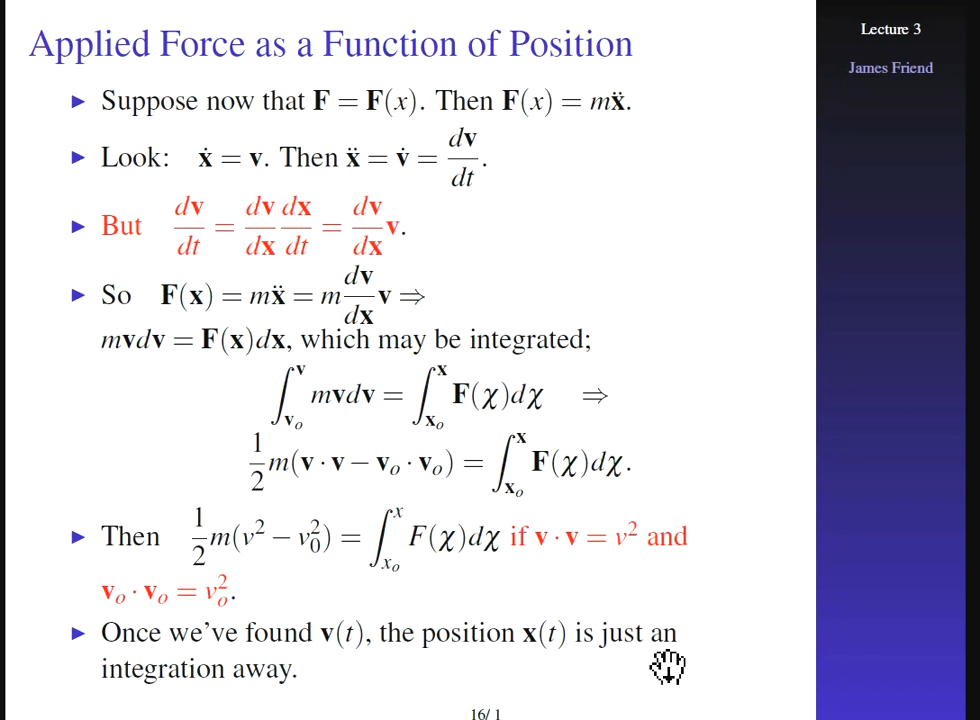 Applied Force as a Function of Position
▶ Suppose now that F = F(x). Then F(x) = mẍ.
▶ Look: ẋ = v. Then ẍ = v̇ = dv/dt.
▶ But dv/dt = dv/dx dx/dt = dv/dx v.
▶ So F(x) = mẍ = m dv/dx v ⇒
mvdv = F(x)dx, which may be integrated;
∫_{v_o}^{v} mvdv = ∫_{x_o}^{x} F(χ)dχ ⇒
1/2 m(v · v − v_o · v_o) = ∫_{x_o}^{x} F(χ)dχ.
▶ Then 1/2 m(v² − v₀²) = ∫_{x_o}^{x} F(χ)dχ if v · v = v² and
v_o · v_o = v_o².
▶ Once we've found v(t), the position x(t) is just an
integration away.
16/ 1
Lecture 3
James Friend